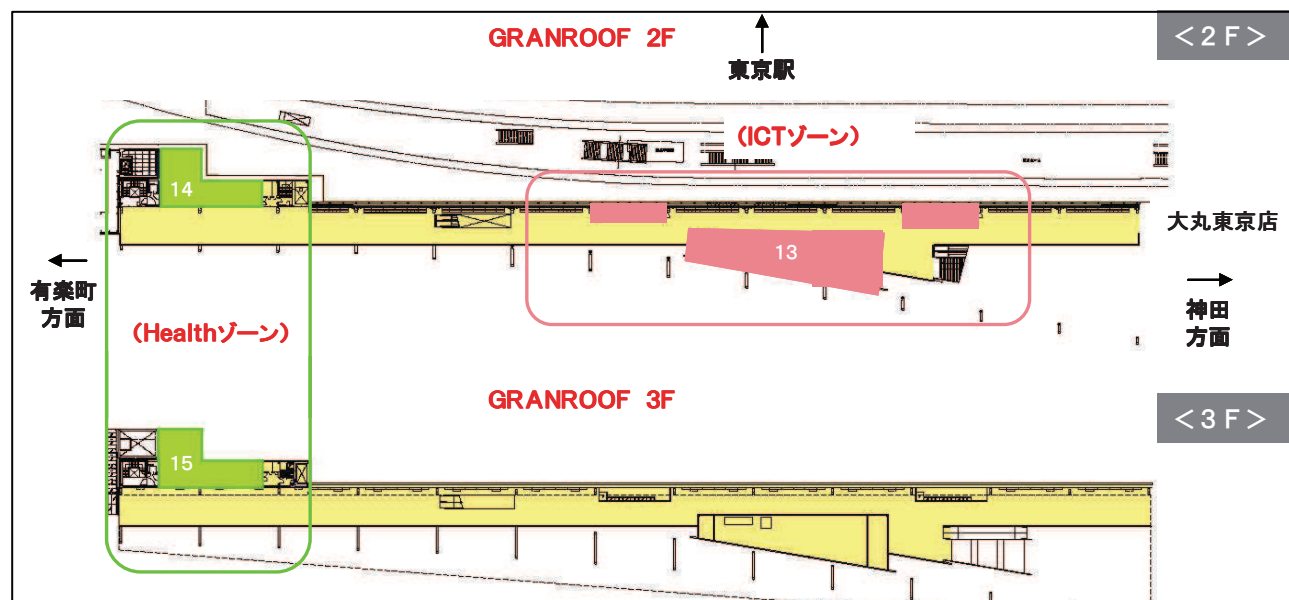 GRANROOF 2F
<2F>
東京駅
(ICTゾーン)
14
13
大丸東京店
有楽町
方面
神田
方面
(Healthゾーン)
GRANROOF 3F
<3F>
15